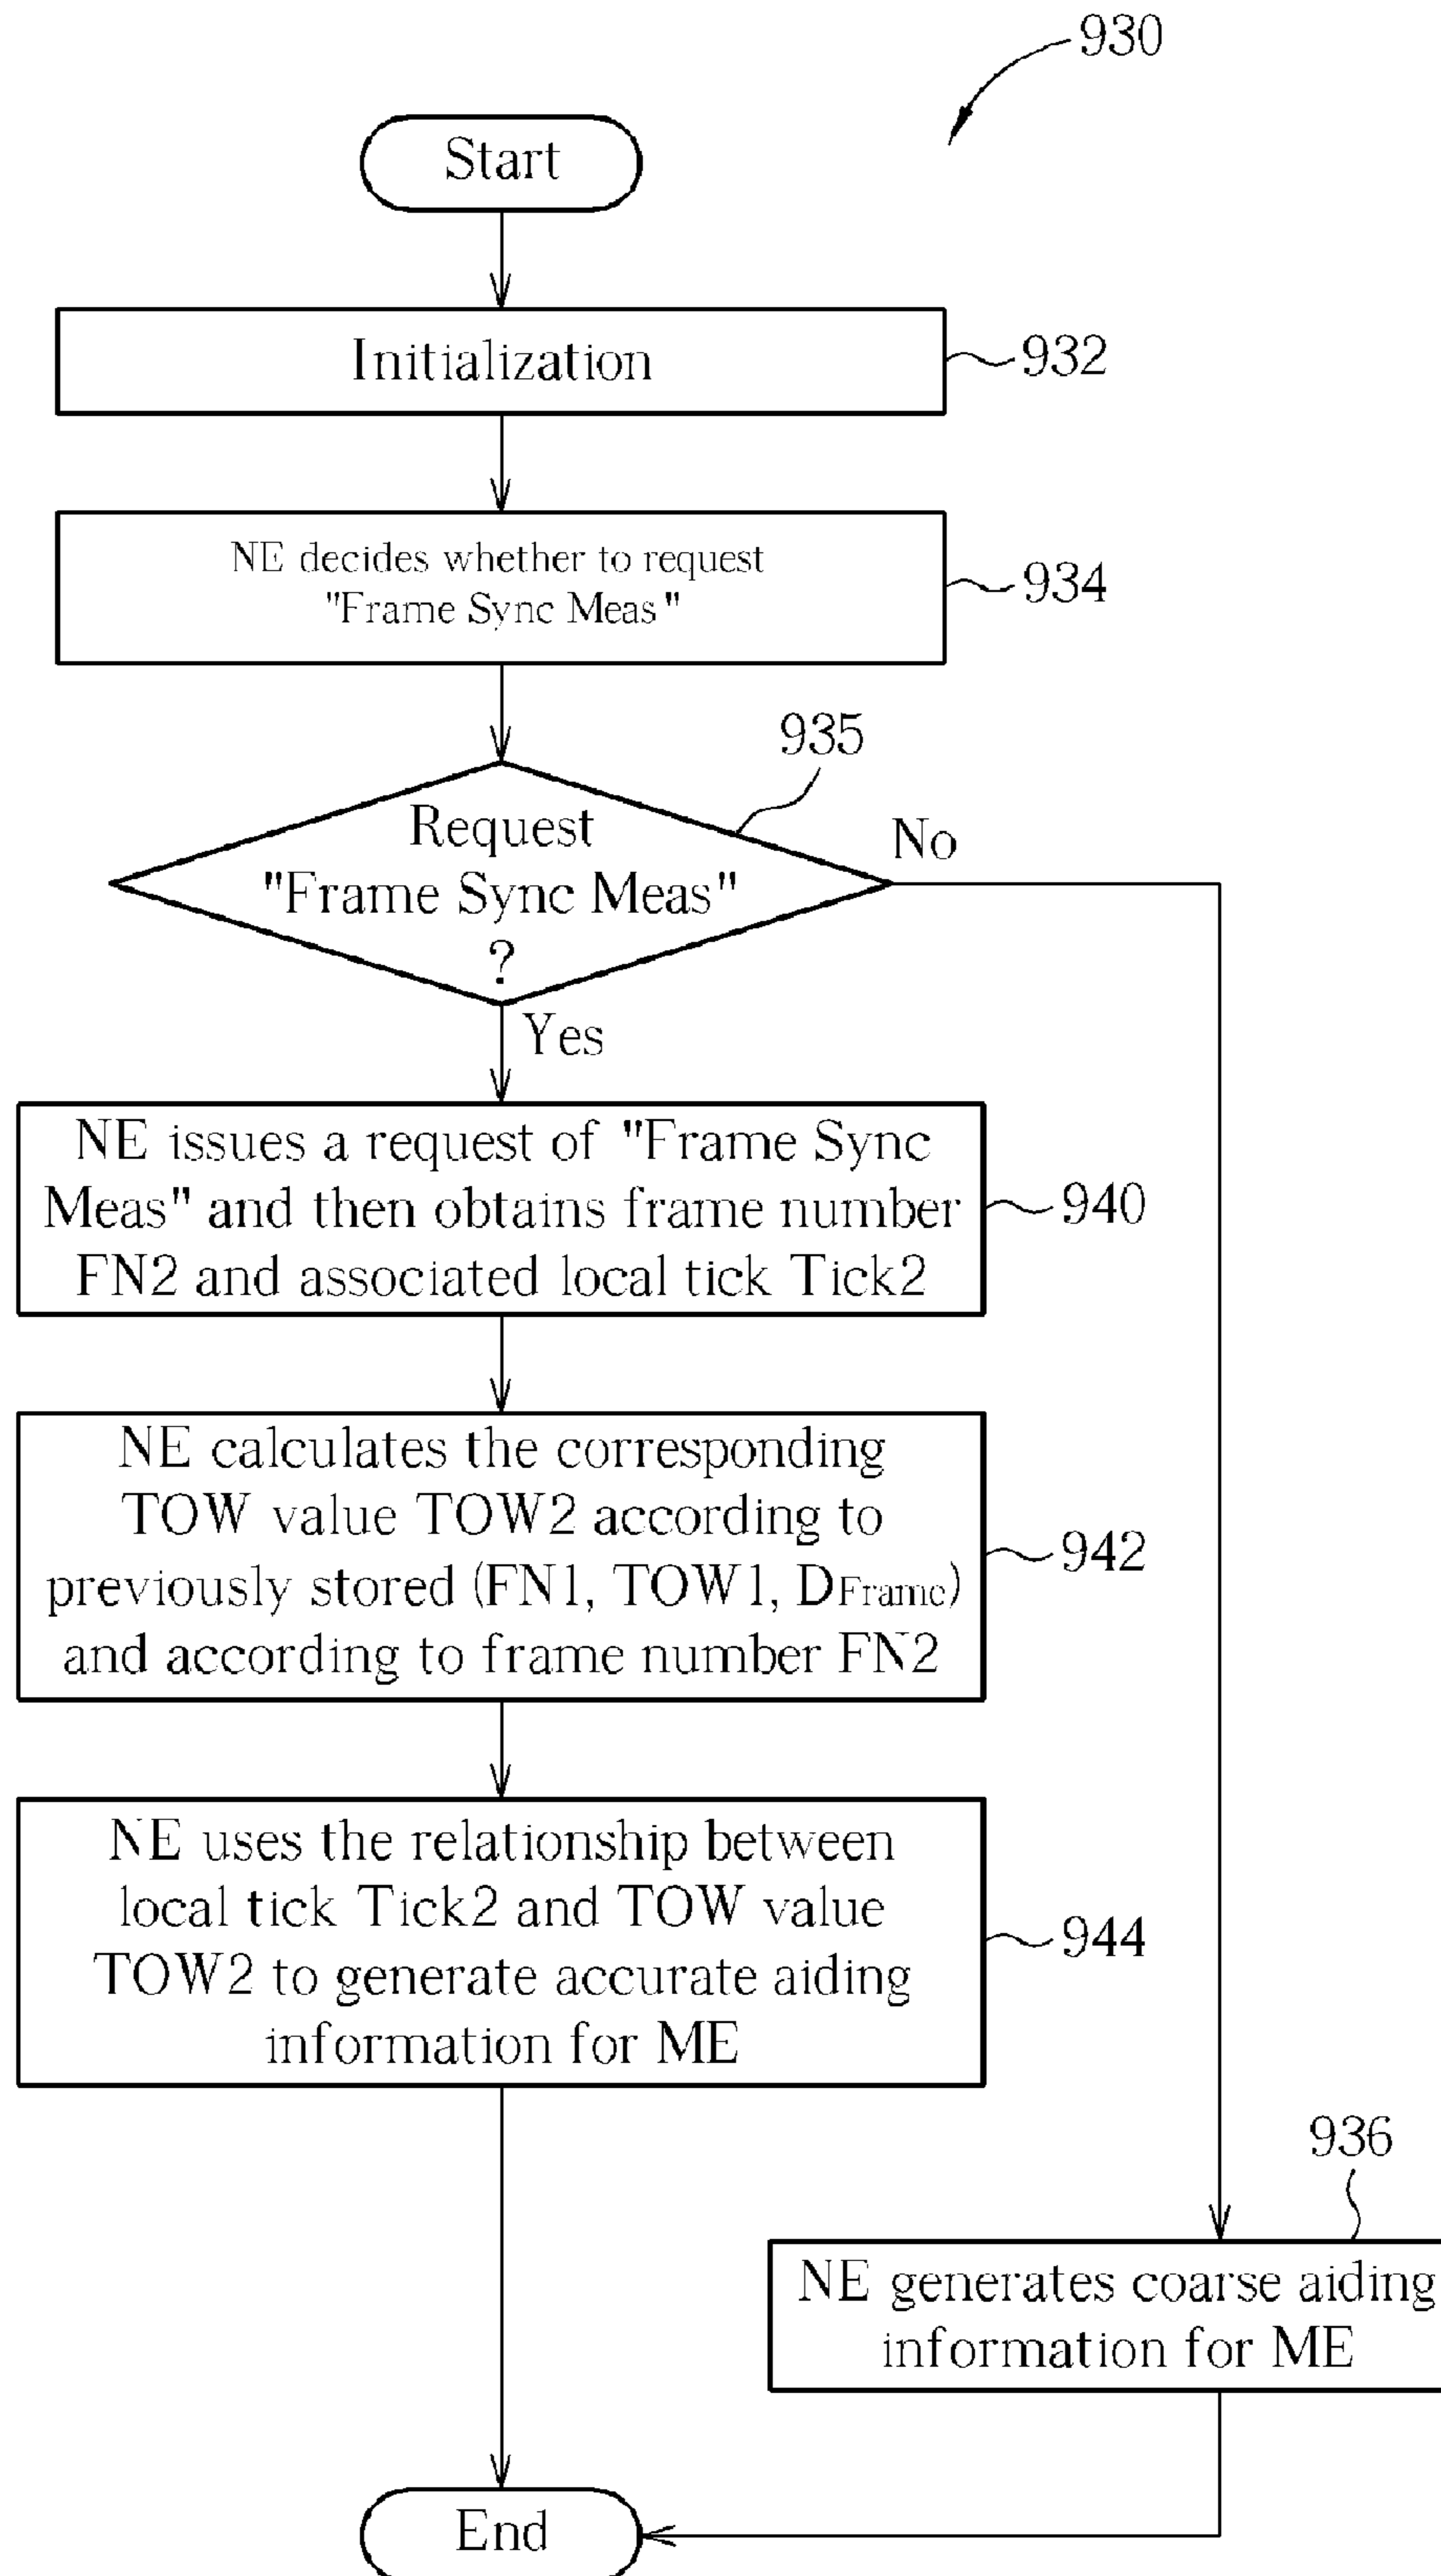 930
Start
Initialization
932
NE decides whether to request
"Frame Sync Meas"
934
935
Request
"Frame Sync Meas"
?
No
Yes
NE issues a request of "Frame Sync
Meas" and then obtains frame number
FN2 and associated local tick Tick2
940
NE calculates the corresponding
TOW value TOW2 according to
previously stored (FN1, TOW1, DFrame)
and according to frame number FN2
942
NE uses the relationship between
local tick Tick2 and TOW value
TOW2 to generate accurate aiding
information for ME
944
936
NE generates coarse aiding
information for ME
End